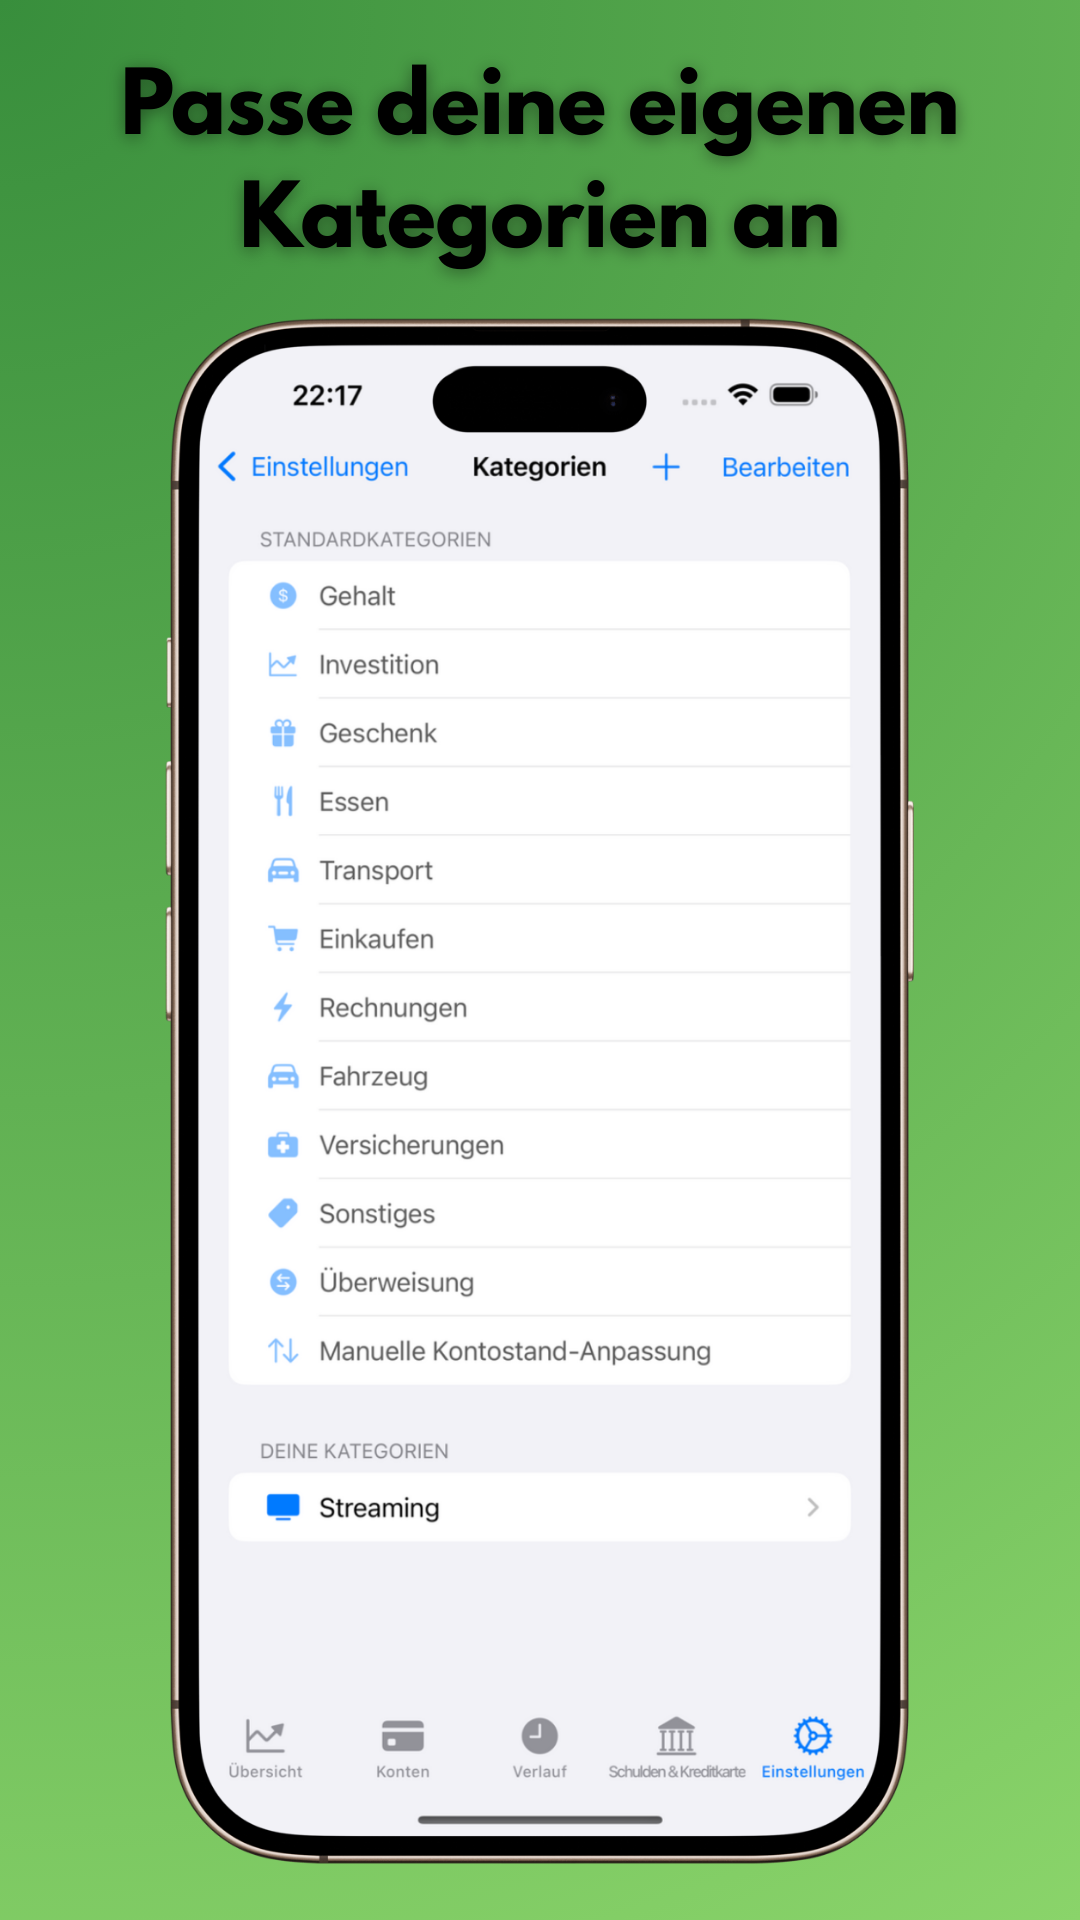 Passe deine eigenen
Kategorien an
22:17
Einstellungen Kategorien + Bearbeiten
STANDARDKATEGORIEN
Gehalt
Investition
Geschenk
Essen
Transport
Einkaufen
Rechnungen
Fahrzeug
Versicherungen
Sonstiges
Überweisung
Manuelle Kontostand-Anpassung
DEINE KATEGORIEN
Streaming
Übersicht Konten Verlauf Schulden & Kreditkarte Einstellungen